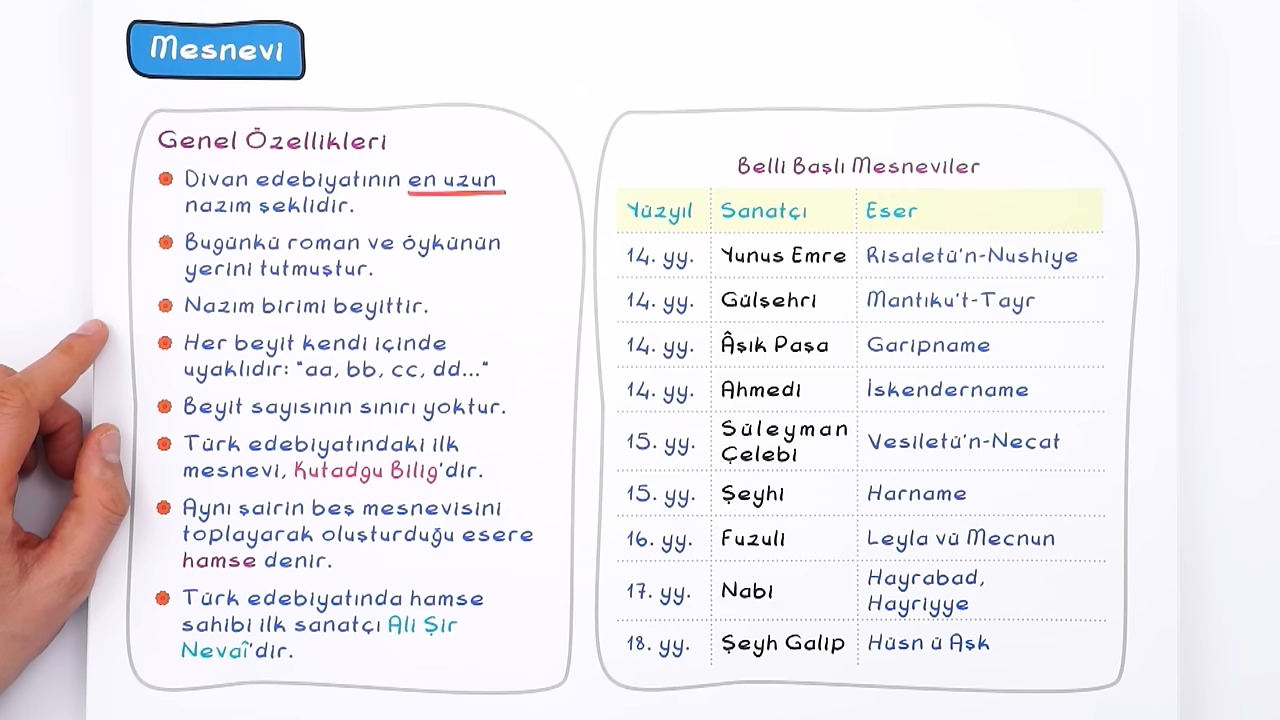 Mesnevi
Genel Özellikleri
Divan edebiyatının en uzun
nazım şeklidir.
Bugünkü roman ve öykünün
yerini tutmuştur.
Nazım birimi beyittir.
Her beyit kendi içinde
uyaklıdır: "aa, bb, cc, dd..."
Beyit sayısının sınırı yoktur.
Türk edebiyatındaki ilk
mesnevi, Kutadgu Bilig'dir.
Aynı şairin beş mesnevisini
toplayarak oluşturduğu esere
hamse denir.
Türk edebiyatında hamse
sahibi ilk sanatçı Ali Şir
Nevaî'dir.
Belli Başlı Mesneviler
Yüzyıl Sanatçı Eser
14. yy. Yunus Emre Risaletü'n-Nushiye
14. yy. Gülşehri Mantıku't-Tayr
14. yy. Âşık Paşa Garipname
14. yy. Ahmedi İskendername
15. yy. Süleyman Çelebi Vesiletü'n-Necat
15. yy. Şeyhi Harname
16. yy. Fuzuli Leyla vü Mecnun
17. yy. Nabi Hayrabad,
Hayriyye
18. yy. Şeyh Galip Hüsn ü Aşk